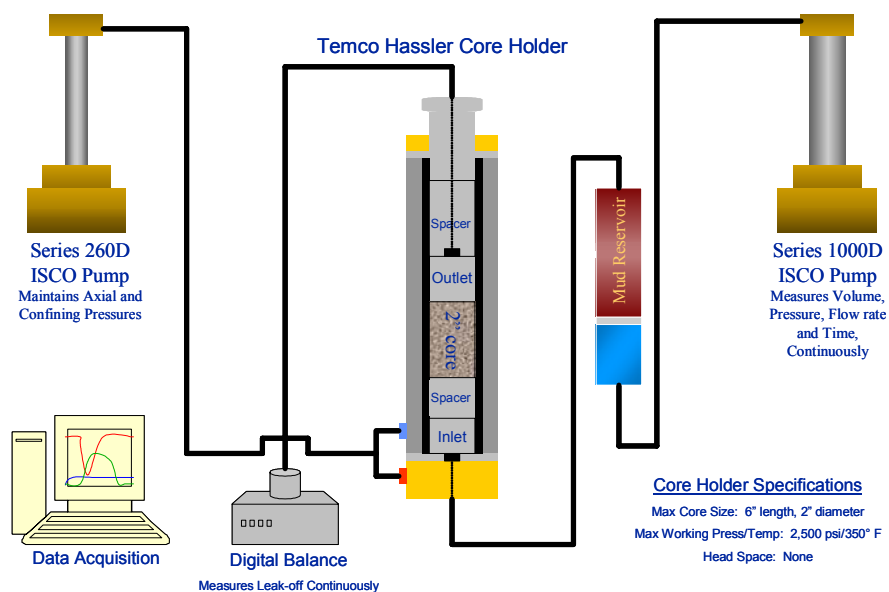 Temco Hassler Core Holder
Series 260D
ISCO Pump
Maintains Axial and
Confining Pressures
Spacer
Outlet
2” core
Spacer
Inlet
Mud Reservoir
Series 1000D
ISCO Pump
Measures Volume,
Pressure, Flow rate
and Time,
Continuously
Data Acquisition
Digital Balance
Measures Leak-off Continuously
Core Holder Specifications
Max Core Size: 6” length, 2” diameter
Max Working Press/Temp: 2,500 psi/350° F
Head Space: None